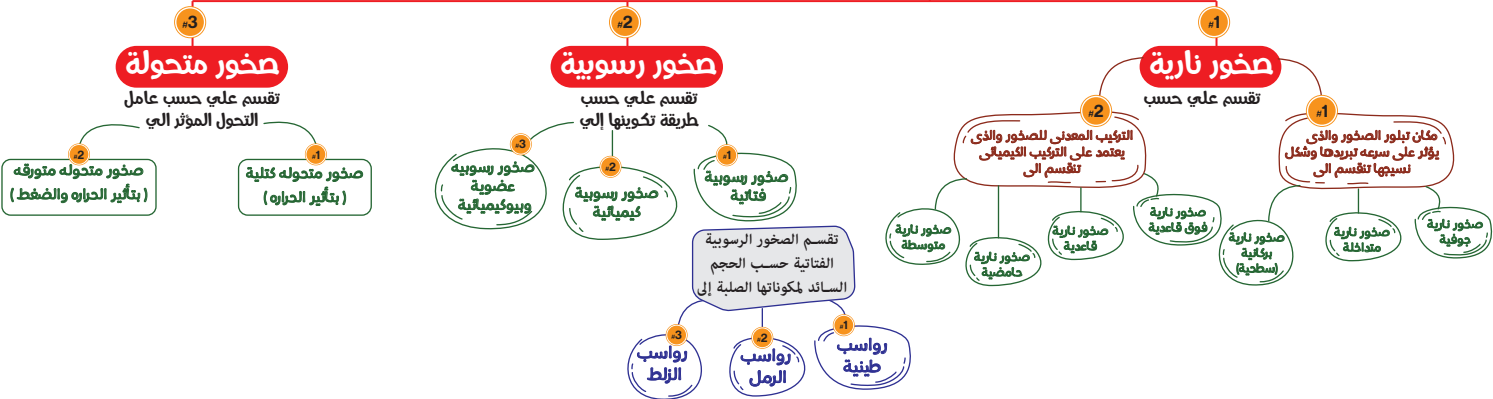 #1
صخور نارية
تقسم علي حسب
#1
مكان تبلور الصخور والذى
يؤثر على سرعه تبريدها وشكل
نسيجها تنقسم الى
صخور نارية
جوفية
صخور نارية
متداخلة
صخور نارية
بركانية
(سطحية)
#2
التركيب المعدنى للصخور والذى
يعتمد على التركيب الكيميائى
تنقسم الى
صخور نارية
فوق قاعدية
صخور نارية
قاعدية
صخور نارية
حامضية
صخور نارية
متوسطة
#2
صخور رسوبية
تقسم علي حسب
طريقة تكوينها إلي
#1
صخور رسوبية
فتاتية
#2
صخور رسوبية
كيميائية
#3
صخور رسوبيه
عضوية
وبيوكيميائية
تقسم الصخور الرسوبية
الفتاتية حسب الحجم
السائد لمكوناتها الصلبة إلى
#1
رواسب
طينية
#2
رواسب
الرمل
#3
رواسب
الزلط
#3
صخور متحولة
تقسم علي حسب عامل
التحول المؤثر الي
#1
صخور متحوله كتلية
( بتأثير الحراره )
#2
صخور متحوله متورقه
( بتأثير الحراره والضغط )